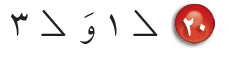 ٢٠ ∠ ١ وَ ∠ ٣